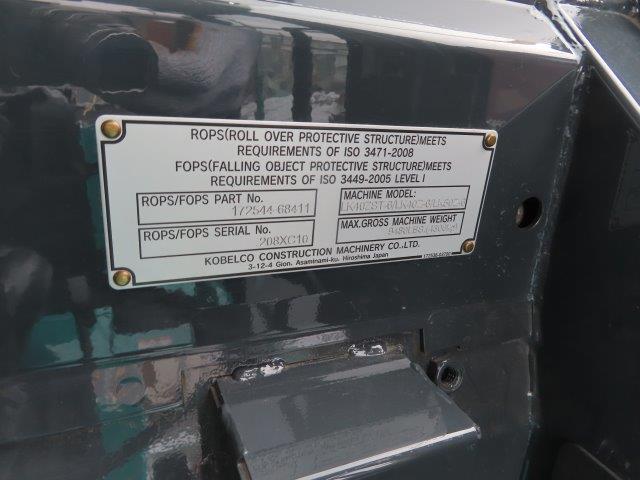 ROPS(ROLL OVER PROTECTIVE STRUCTURE)MEETS
REQUIREMENTS OF ISO 3471-2008
FOPS(FALLING OBJECT PROTECTIVE STRUCTURE)MEETS
REQUIREMENTS OF ISO 3449-2005 LEVEL I
ROPS/FOPS PART No.
172544-68411
MACHINE MODEL:
ROPS/FOPS SERIAL No.
208XC10
MAX.GROSS MACHINE WEIGHT
KOBELCO CONSTRUCTION MACHINERY CO.,LTD.
3-12-4 Gion, Asaminami-ku, Hiroshima Japan